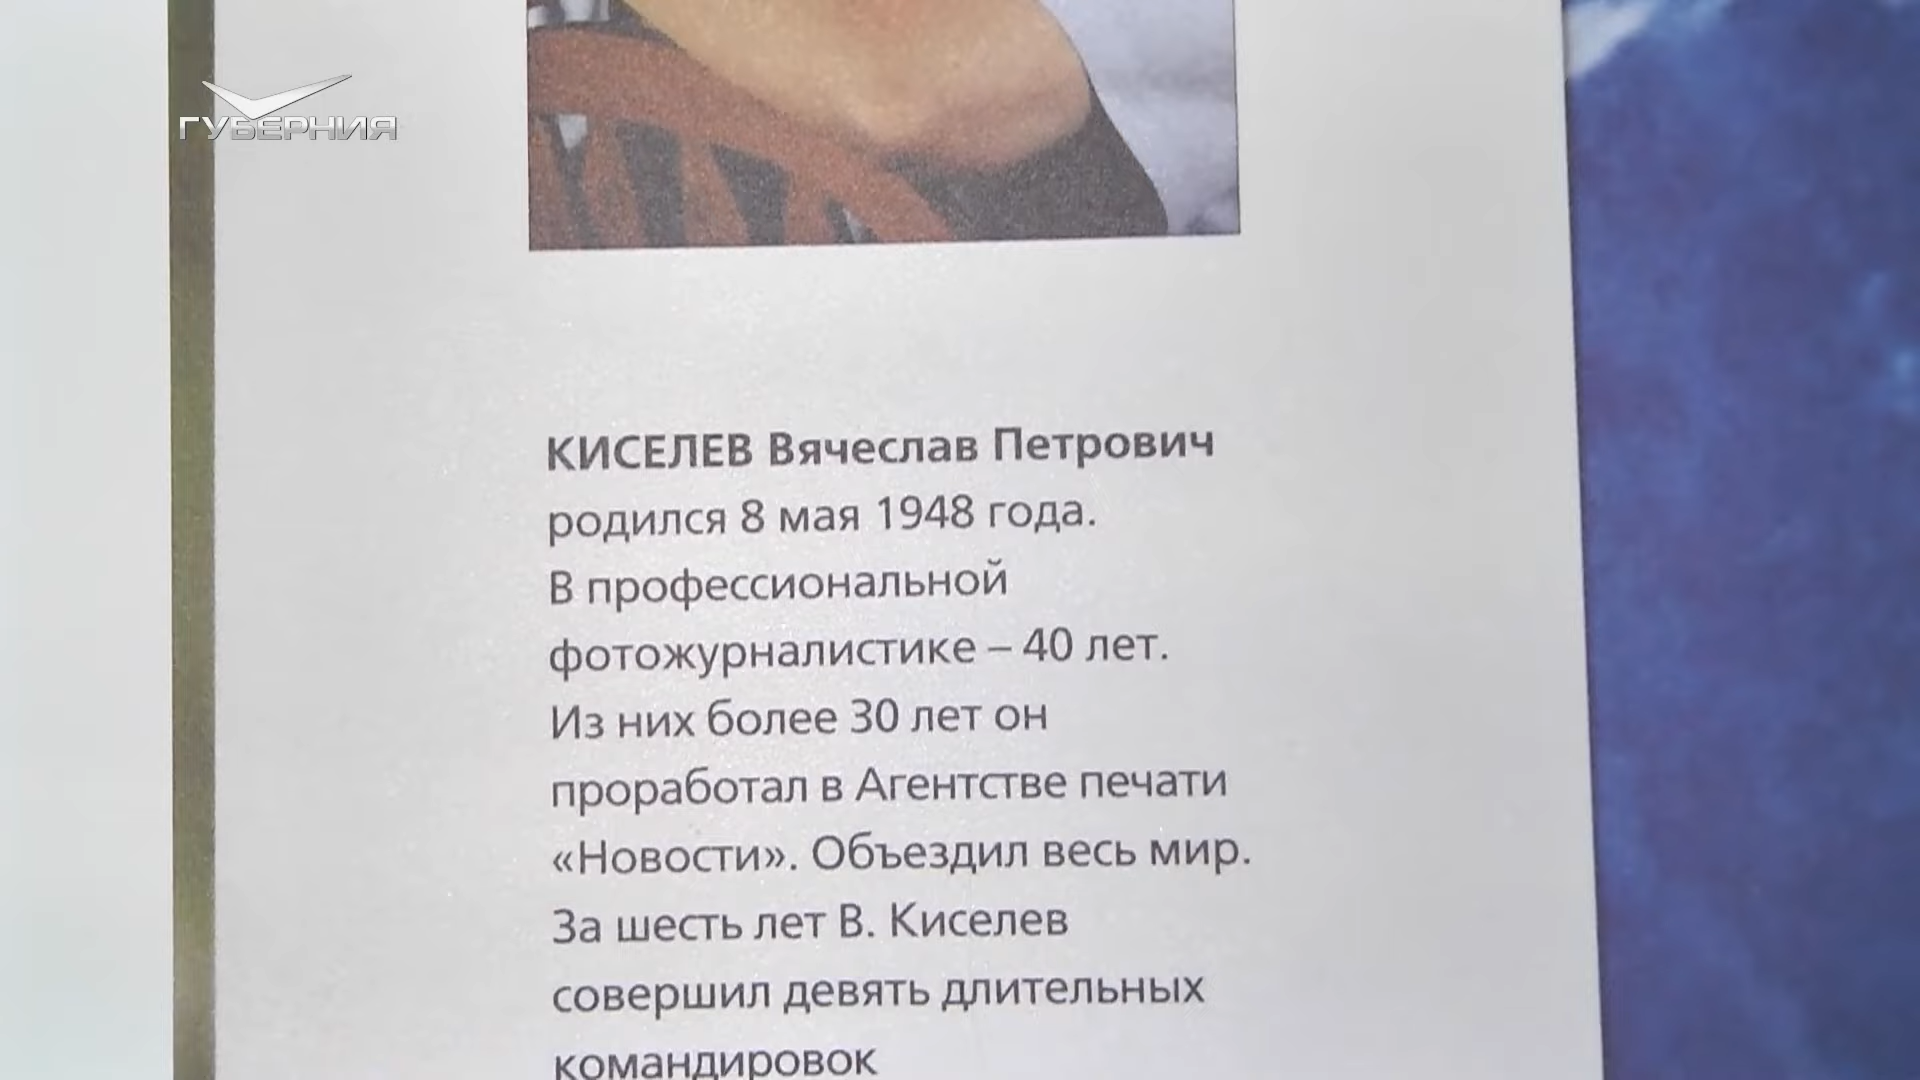 ГУБЕРНИЯ
КИСЕЛЕВ Вячеслав Петрович
родился 8 мая 1948 года.
В профессиональной
фотожурналистике – 40 лет.
Из них более 30 лет он
проработал в Агентстве печати
«Новости». Объездил весь мир.
За шесть лет В. Киселев
совершил девять длительных
командировок